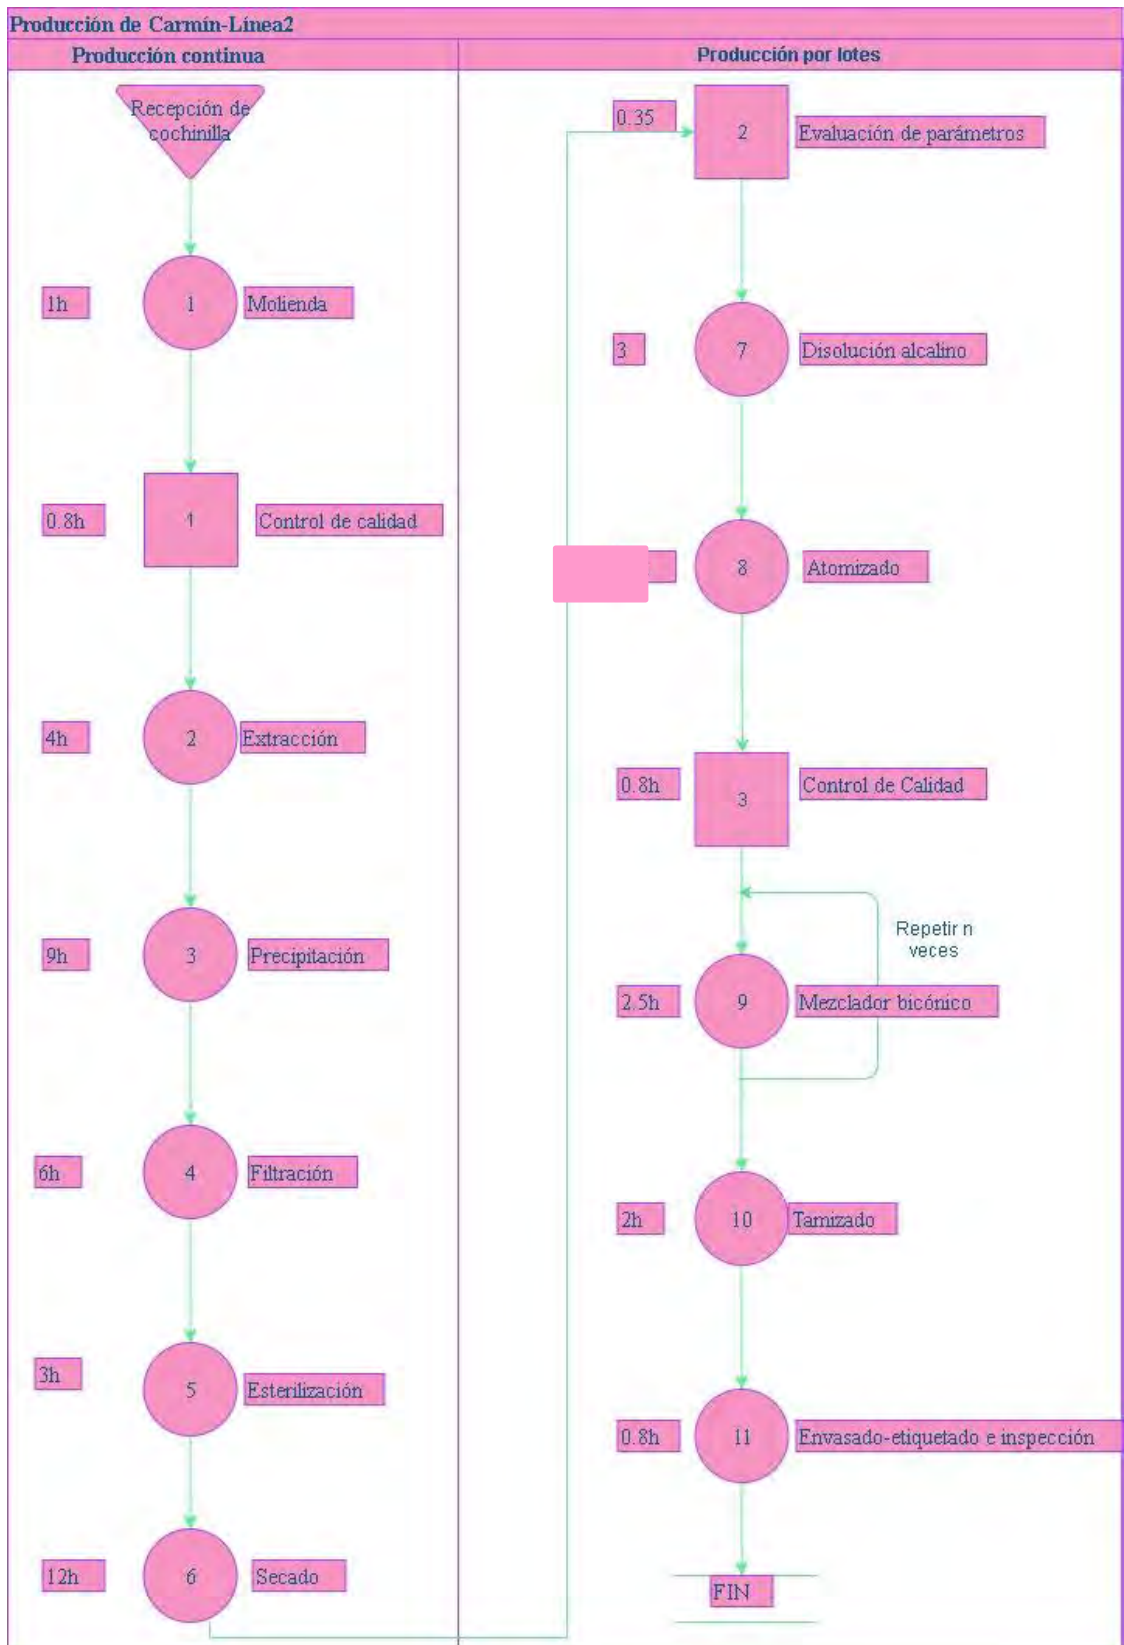 Producción de Carmín-Línea2
Producción continua
Recepción de
cochinilla
1h
1
Molienda
0.8h
1
Control de calidad
4h
2
Extracción
9h
3
Precipitación
6h
4
Filtración
3h
5
Esterilización
12h
6
Secado
Producción por lotes
0.35
2
Evaluación de parámetros
3
7
Disolución alcalino
8
Atomizado
0.8h
3
Control de Calidad
Repetir n
veces
2.5h
9
Mezclador bicónico
2h
10
Tamizado
0.8h
11
Envasado-etiquetado e inspección
FIN